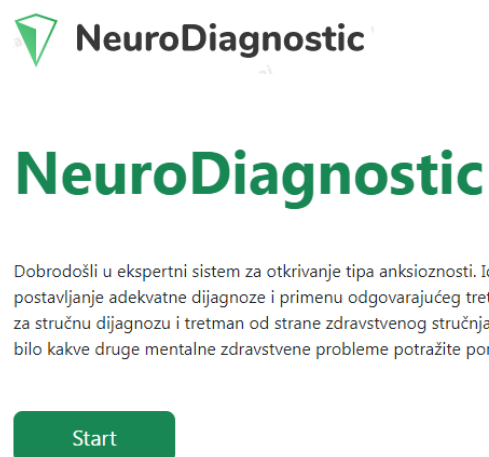 NeuroDiagnostic
NeuroDiagnostic
Dobrodošli u ekspertni sistem za otkrivanje tipa anksioznosti.
postavljanje adekvatne dijagnoze i primenu odgovarajućeg
za stručnu dijagnozu i tretman od strane zdravstvenog
bilo kakve druge mentalne zdravstvene probleme potražite
Start